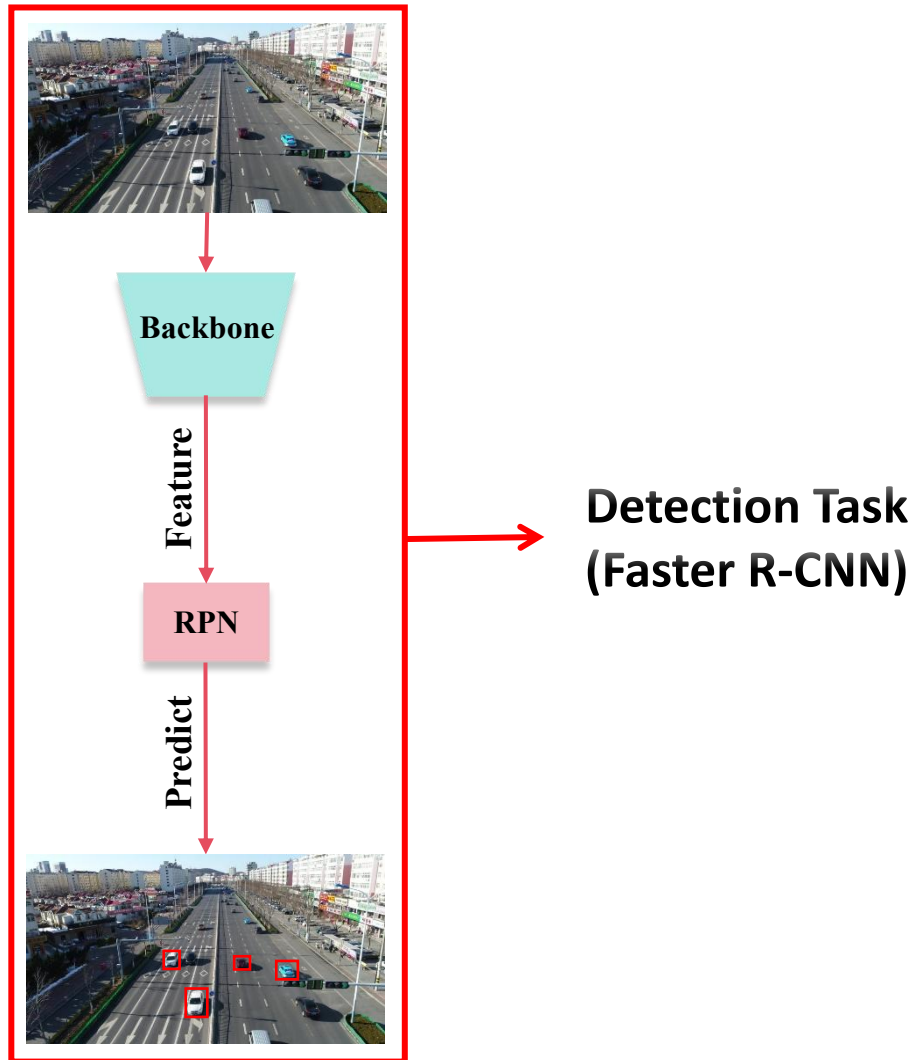 Backbone
Feature
RPN
Predict
Detection Task
(Faster R-CNN)